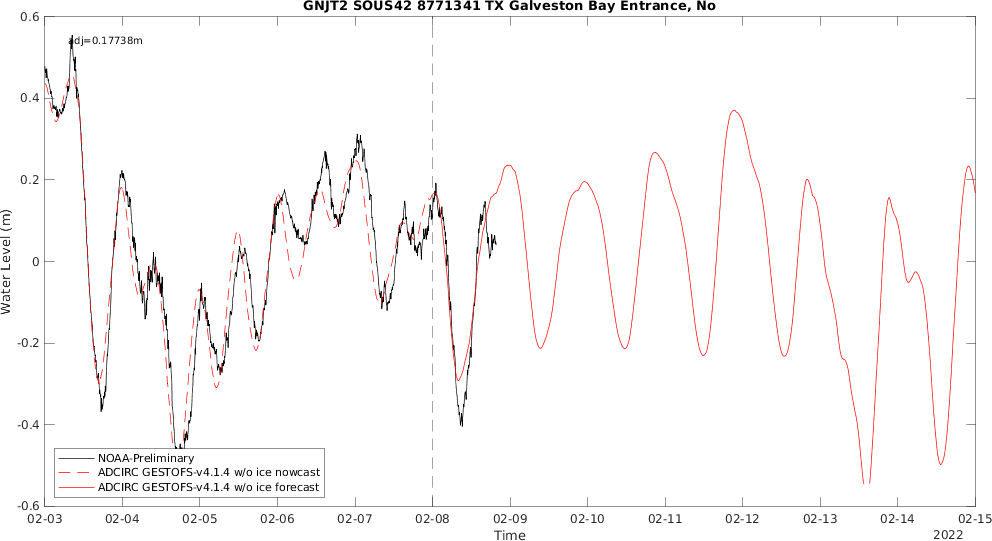 GNJT2 SOUS42 8771341 TX Galveston Bay Entrance, No
adj=0.17738m
0.6
0.4
0.2
0
-0.2
-0.4
-0.6
Water Level (m)
NOAA-Preliminary
ADCIRC GESTOFS-v4.1.4 w/o ice nowcast
ADCIRC GESTOFS-v4.1.4 w/o ice forecast
02-03 02-04 02-05 02-06 02-07 02-08 02-09 02-10 02-11 02-12 02-13 02-14 02-15
Time
2022